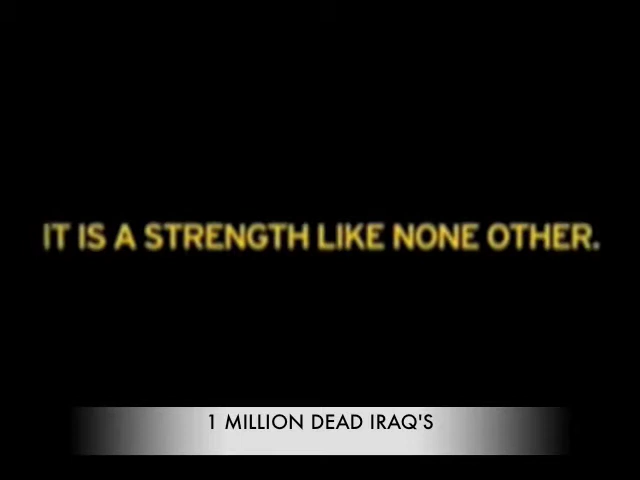 IT IS A STRENGTH LIKE NONE OTHER.
1 MILLION DEAD IRAQ'S